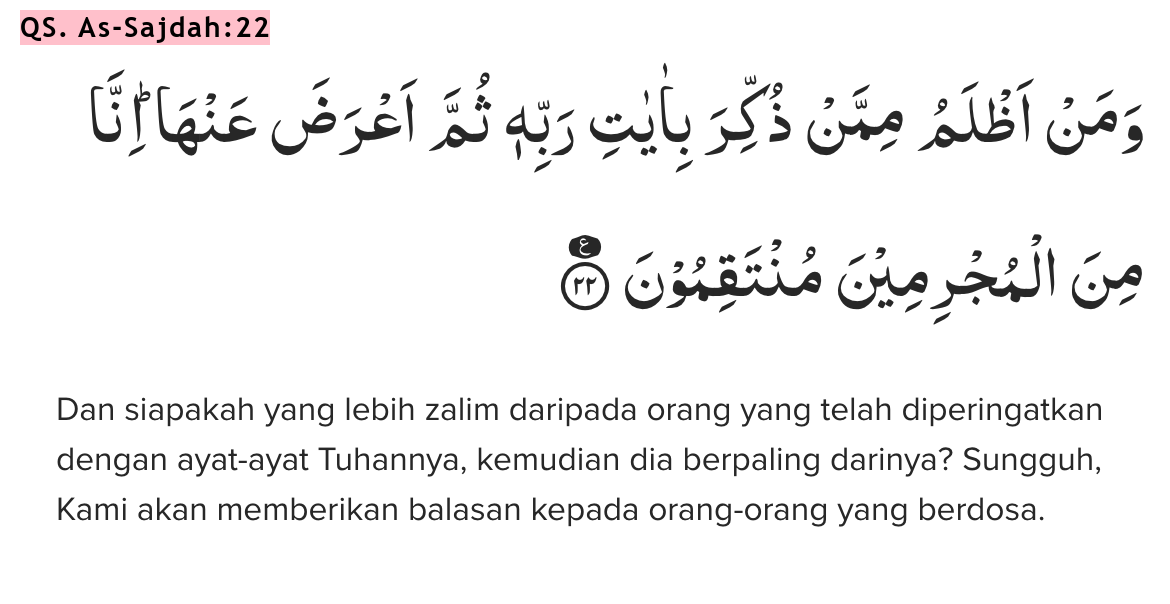 QS. As-Sajdah:22
وَمَنْ اَظْلَمُ مِمَّنْ ذُكِّرَ بِاٰيٰتِ رَبِّهٖ ثُمَّ اَعْرَضَ عَنْهَا ۗاِنَّا
مِنَ الْمُجْرِمِيْنَ مُنْتَقِمُوْنَ ࣖ ٢٢
Dan siapakah yang lebih zalim daripada orang yang telah diperingatkan
dengan ayat-ayat Tuhannya, kemudian dia berpaling darinya? Sungguh,
Kami akan memberikan balasan kepada orang-orang yang berdosa.